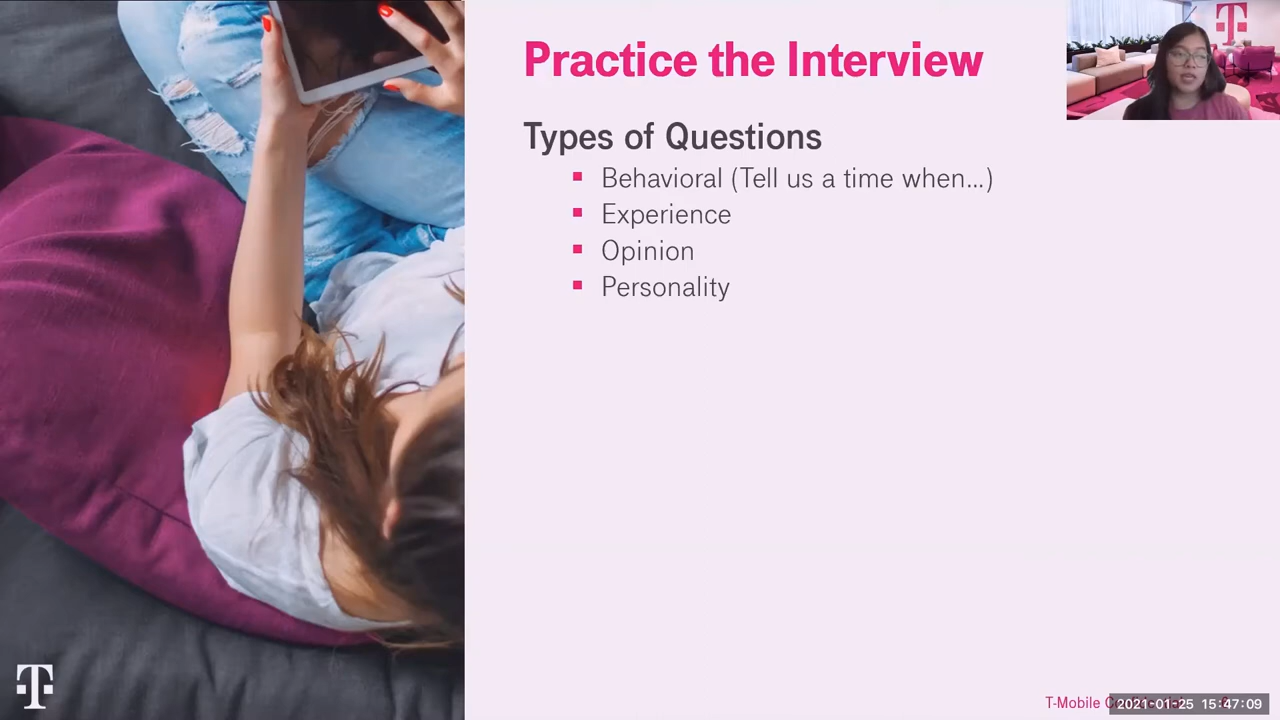 Practice the Interview
Types of Questions
Behavioral (Tell us a time when...)
Experience
Opinion
Personality
T-Mobile
2021-01-25 15:47:09